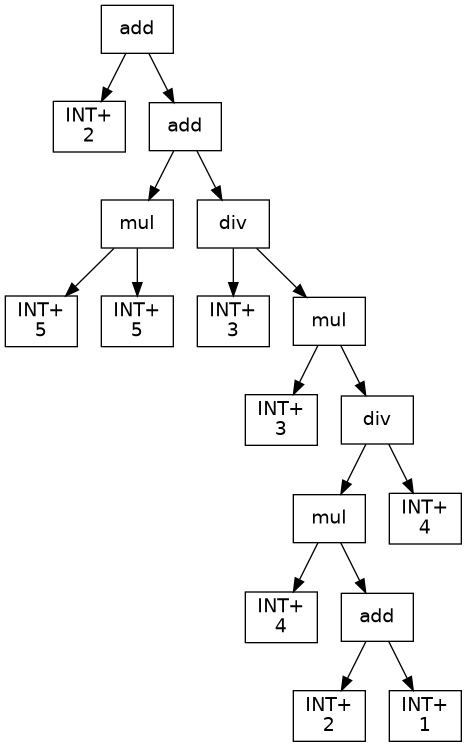 add
INT+
2
add
mul
div
INT+
5
INT+
5
INT+
3
mul
INT+
3
div
mul
INT+
4
INT+
4
add
INT+
2
INT+
1